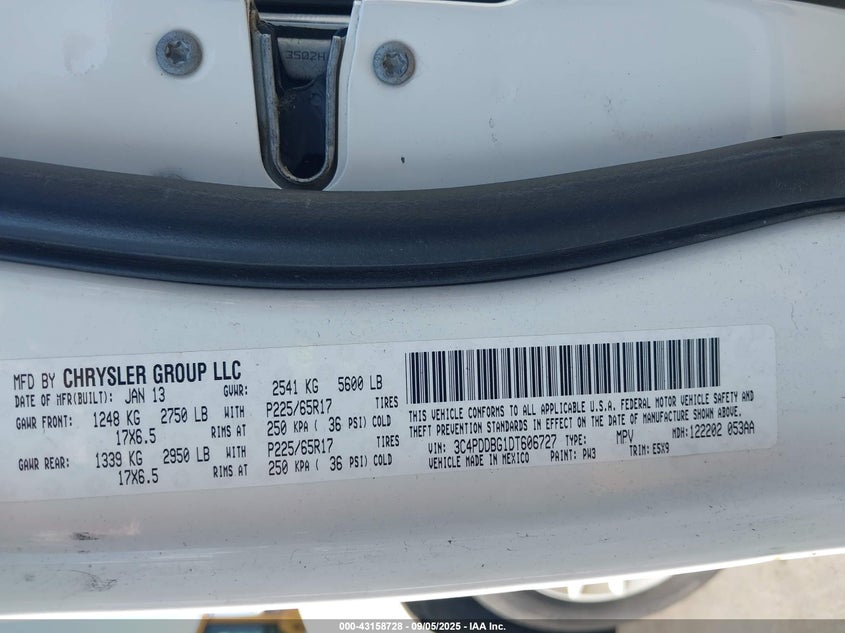 3502H
MFD BY CHRYSLER GROUP LLC
DATE OF MFR(BUILT): JAN 13 GVWR: 2541 KG 5600 LB
GAWR FRONT: 1248 KG 2750 LB WITH P225/65R17 TIRES
17X6.5 RIMS AT 250 KPA ( 36 PSI) COLD
GAWR REAR: 1339 KG 2950 LB WITH P225/65R17 TIRES
17X6.5 RIMS AT 250 KPA ( 36 PSI) COLD
THIS VEHICLE CONFORMS TO ALL APPLICABLE U.S.A. FEDERAL MOTOR VEHICLE SAFETY AND
THEFT PREVENTION STANDARDS IN EFFECT ON THE DATE OF MANUFACTURE SHOWN ABOVE.
VIN: 3C4PDDBG1DT606727 TYPE: MPV MDH:122202 053AA
VEHICLE MADE IN MEXICO PAINT: PW3 TRIM: E5X9
000-43158728 - 09/05/2025 - IAA Inc.